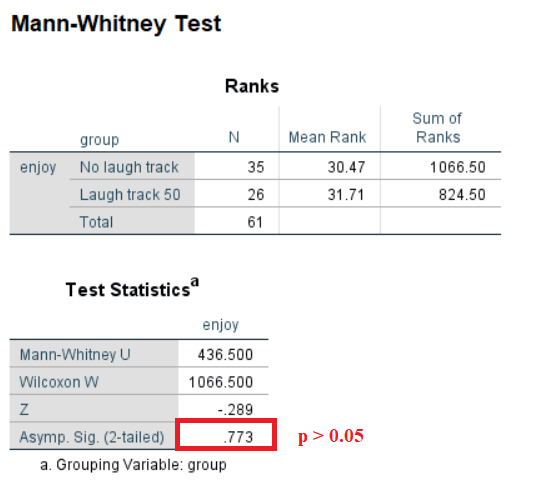 Mann-Whitney Test
Ranks
group N Mean Rank Sum of Ranks
enjoy No laugh track 35 30.47 1066.50
Laugh track 50 26 31.71 824.50
Total 61
Test Statisticsa
enjoy
Mann-Whitney U 436.500
Wilcoxon W 1066.500
Z -.289
Asymp. Sig. (2-tailed) .773 p > 0.05
a. Grouping Variable: group